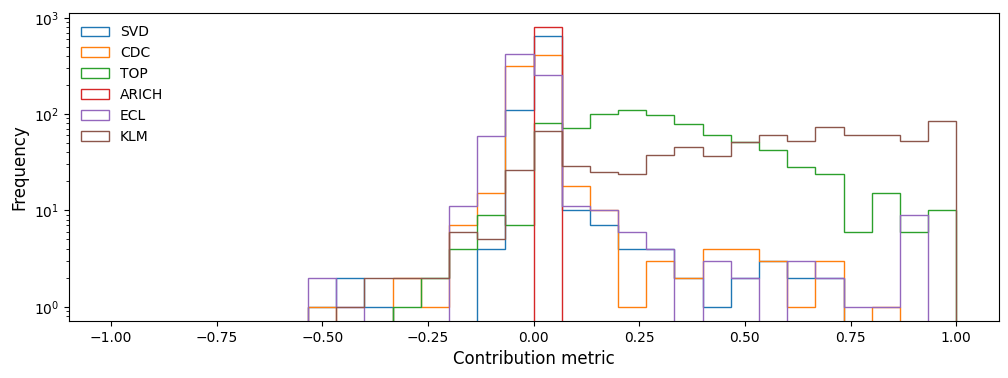 10³
10²
10¹
10⁰
Frequency
SVD
CDC
TOP
ARICH
ECL
KLM
−1.00 −0.75 −0.50 −0.25 0.00 0.25 0.50 0.75 1.00
Contribution metric